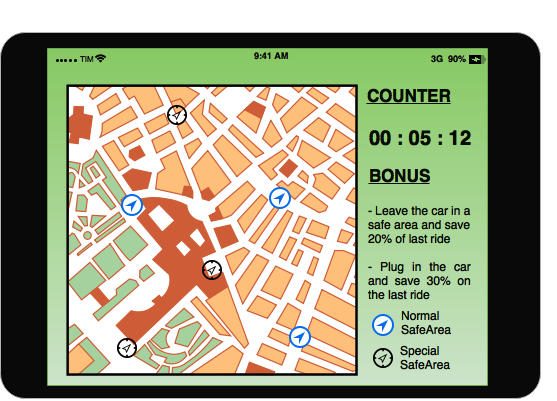 TIM 9:41 AM 3G 90%
COUNTER
00 : 05 : 12
BONUS
- Leave the car in a
safe area and save
20% of last ride
- Plug in the car
and save 30% on
the last ride
Normal
SafeArea
Special
SafeArea